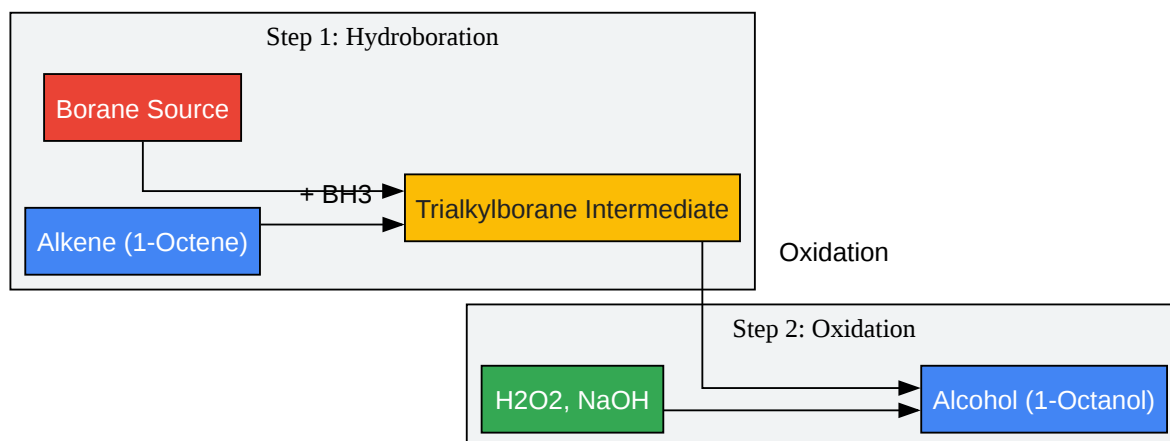 Step 1: Hydroboration
Borane Source
+ BH3
Trialkylborane Intermediate
Alkene (1-Octene)
Oxidation
Step 2: Oxidation
H2O2, NaOH
Alcohol (1-Octanol)